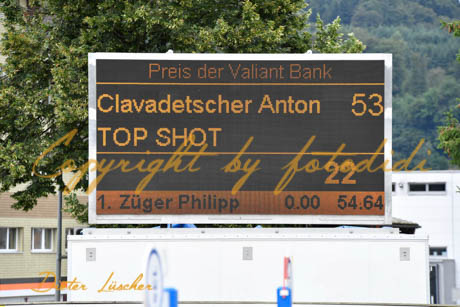 Preis der Valiant Bank
Clavadetscher Anton 53
TOP SHOT
Copyright by fotodidi
22
1. Züger Philipp 0.00 54.64
Dieter Lüscher